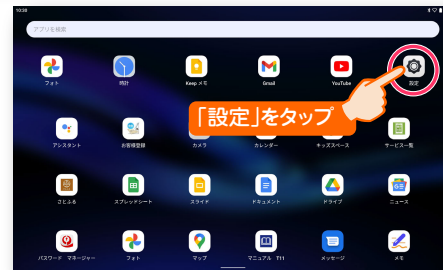 10:30
アプリを検索
フォト
時計
Keep メモ
Gmail
YouTube
設定
「設定」をタップ
アシスタント
お客様登録
カメラ
カレンダー
キッズスペース
サービス一覧
さとふる
スプレッドシート
スライド
ドキュメント
ドライブ
ニュース
パスワード マネージャー
フォト
マップ
マニュアル T11
メッセージ
メモ